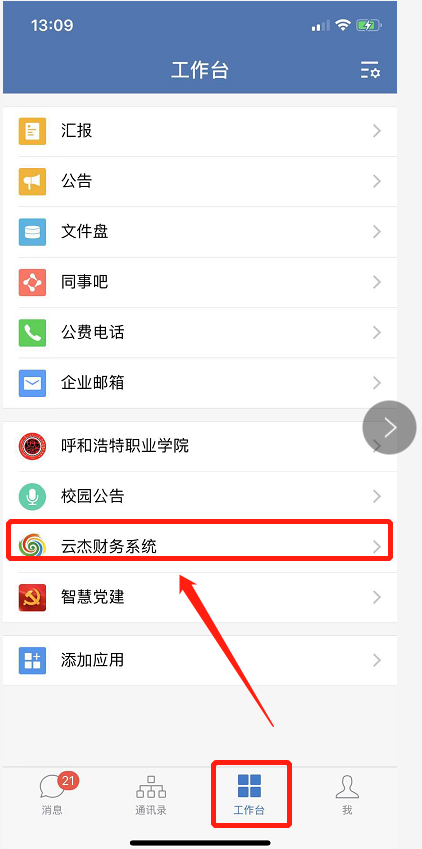 13:09
工作台
汇报
公告
文件盘
同事吧
公费电话
企业邮箱
呼和浩特职业学院
校园公告
云杰财务系统
智慧党建
添加应用
21
消息
通讯录
工作台
我